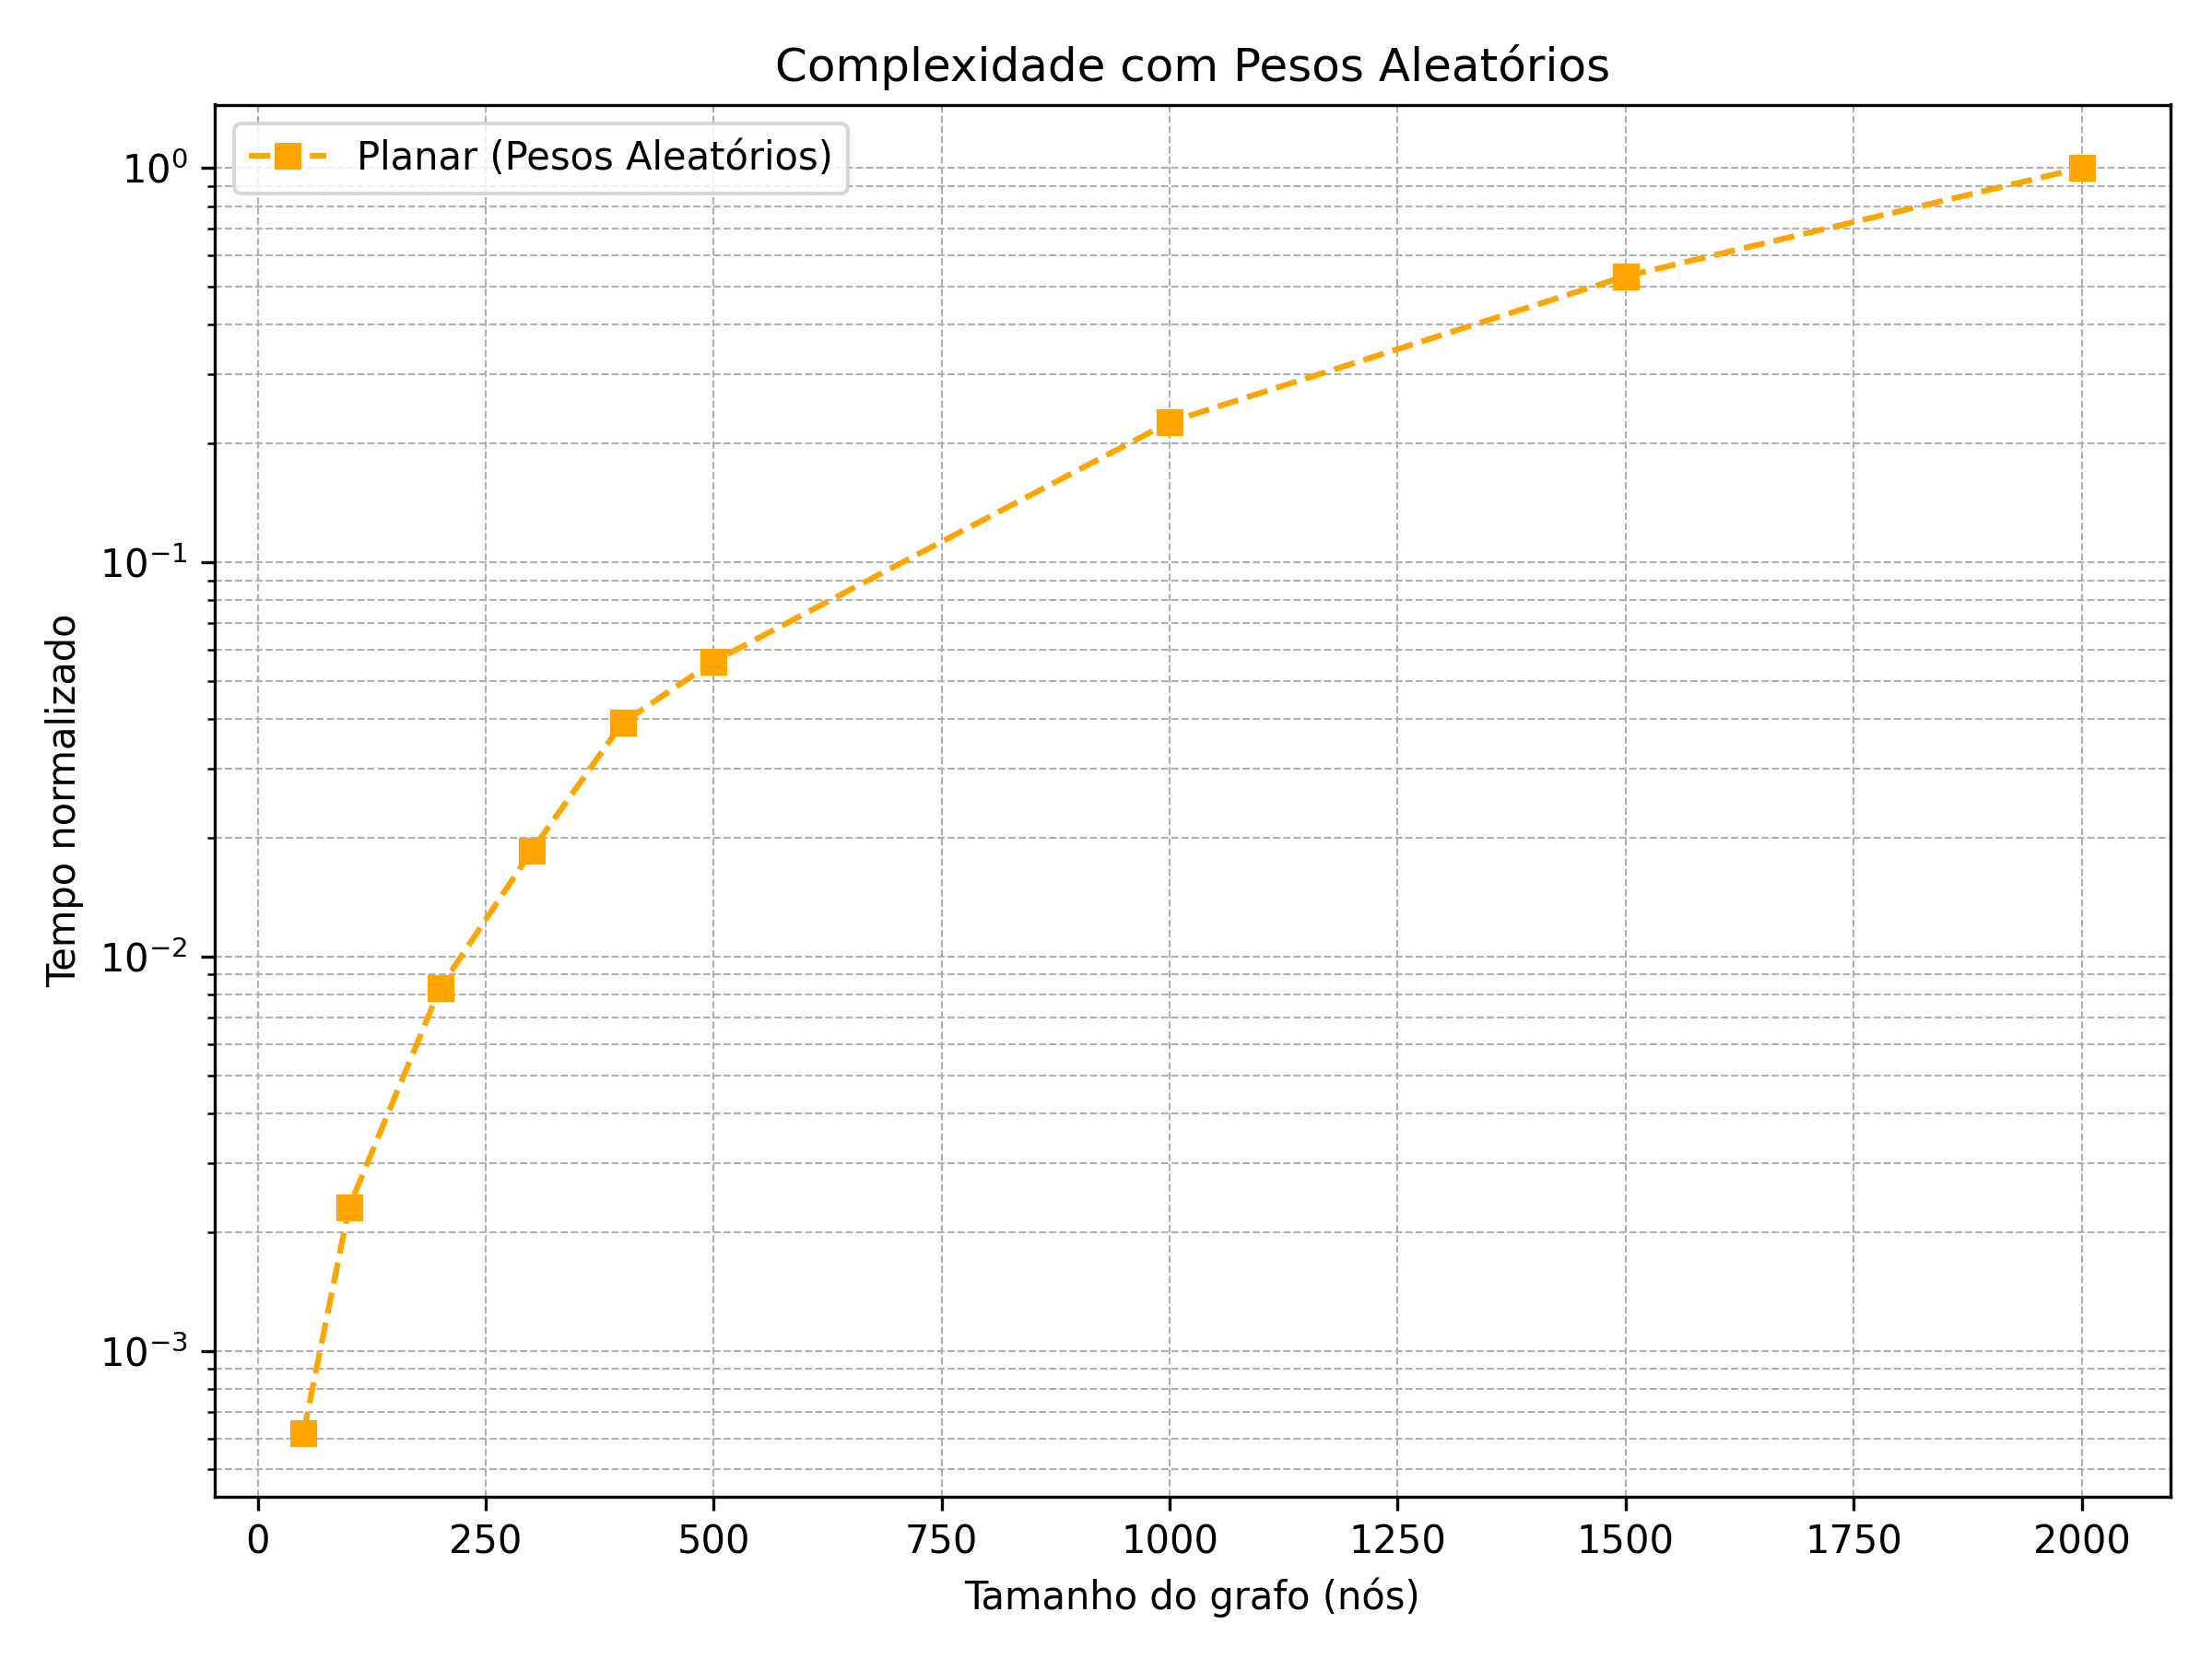 Complexidade com Pesos Aleatórios
Planar (Pesos Aleatórios)
Tempo normalizado
10⁰
10⁻¹
10⁻²
10⁻³
0 250 500 750 1000 1250 1500 1750 2000
Tamanho do grafo (nós)